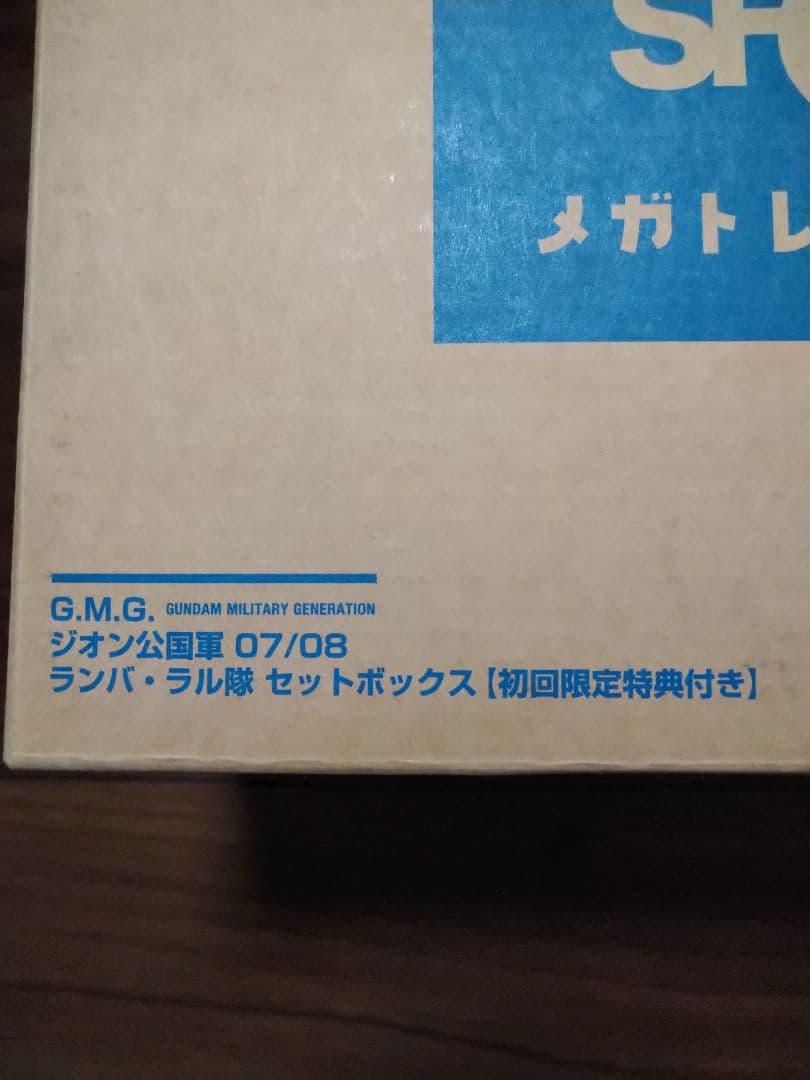 メガトレ
G.M.G. GUNDAM MILITARY GENERATION
ジオン公国軍 07/08
ランバ・ラル隊 セットボックス【初回限定特典付き】